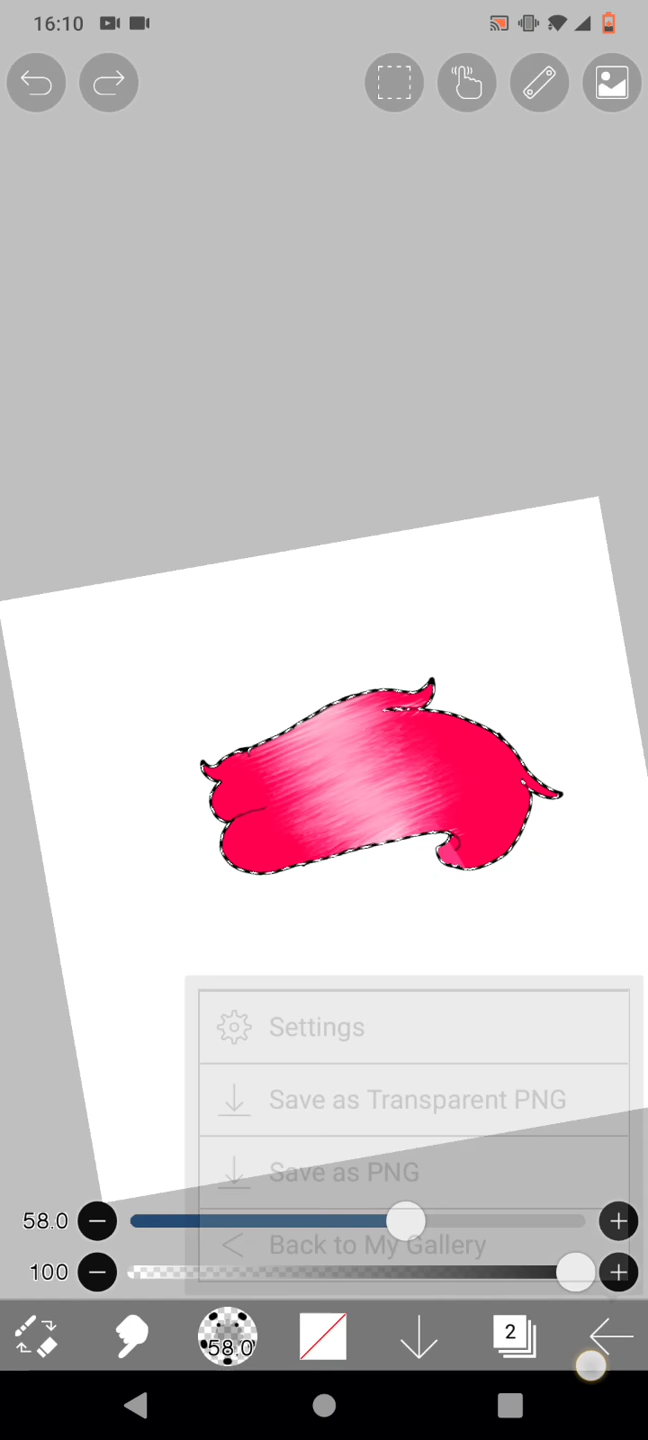 16:10
Settings
Save as Transparent PNG
Save as PNG
58.0
Back to My Gallery
100
58.0
2